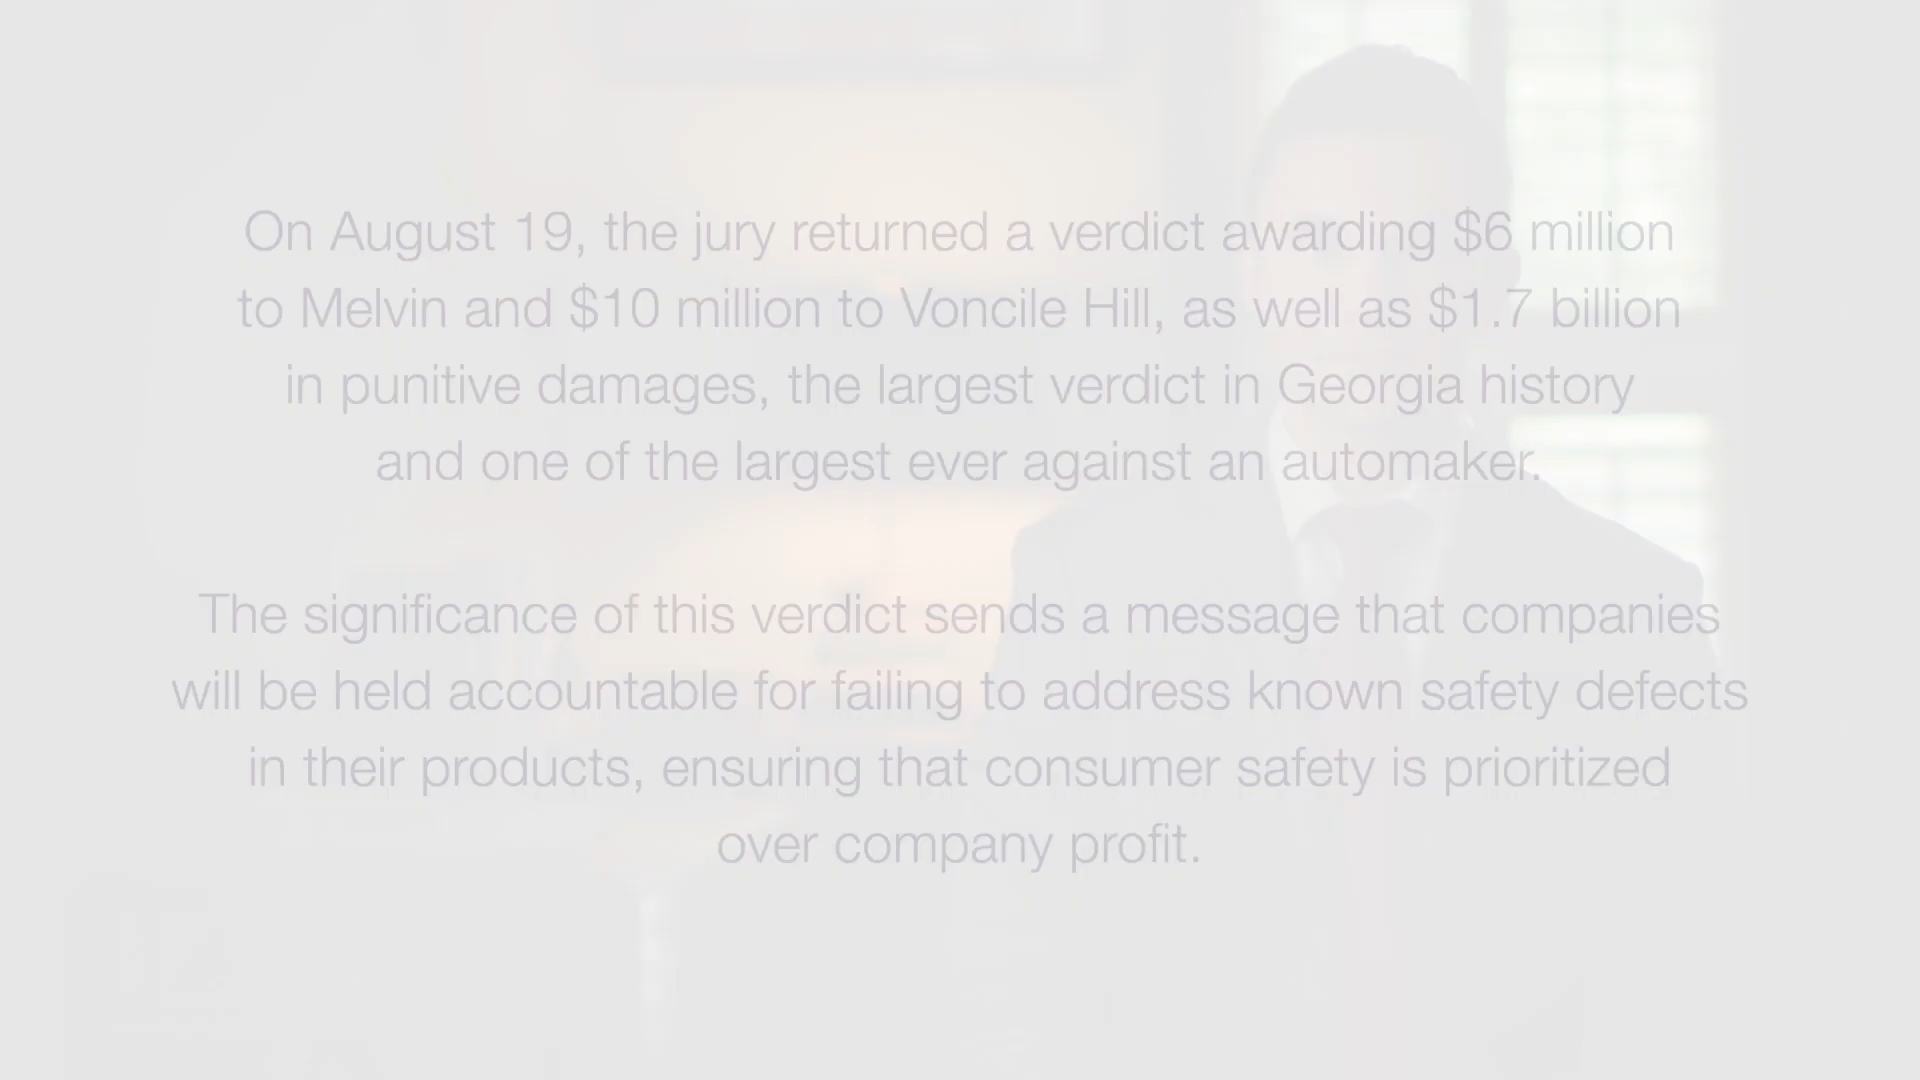 On August 19, the jury returned a verdict awarding $6 million
to Melvin and $10 million to Voncile Hill, as well as $1.7 billion
in punitive damages, the largest verdict in Georgia history
and one of the largest ever against an automaker.
The significance of this verdict sends a message that companies
will be held accountable for failing to address known safety defects
in their products, ensuring that consumer safety is prioritized
over company profit.